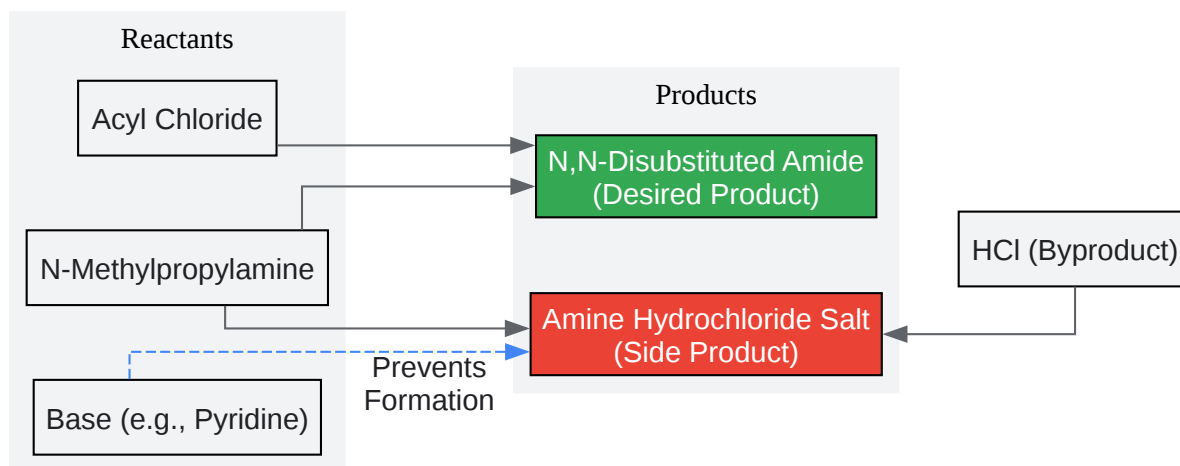 Reactants
Acyl Chloride
N-Methylpropylamine
Base (e.g., Pyridine)
Prevents
Formation
Products
N,N-Disubstituted Amide
(Desired Product)
Amine Hydrochloride Salt
(Side Product)
HCl (Byproduct)